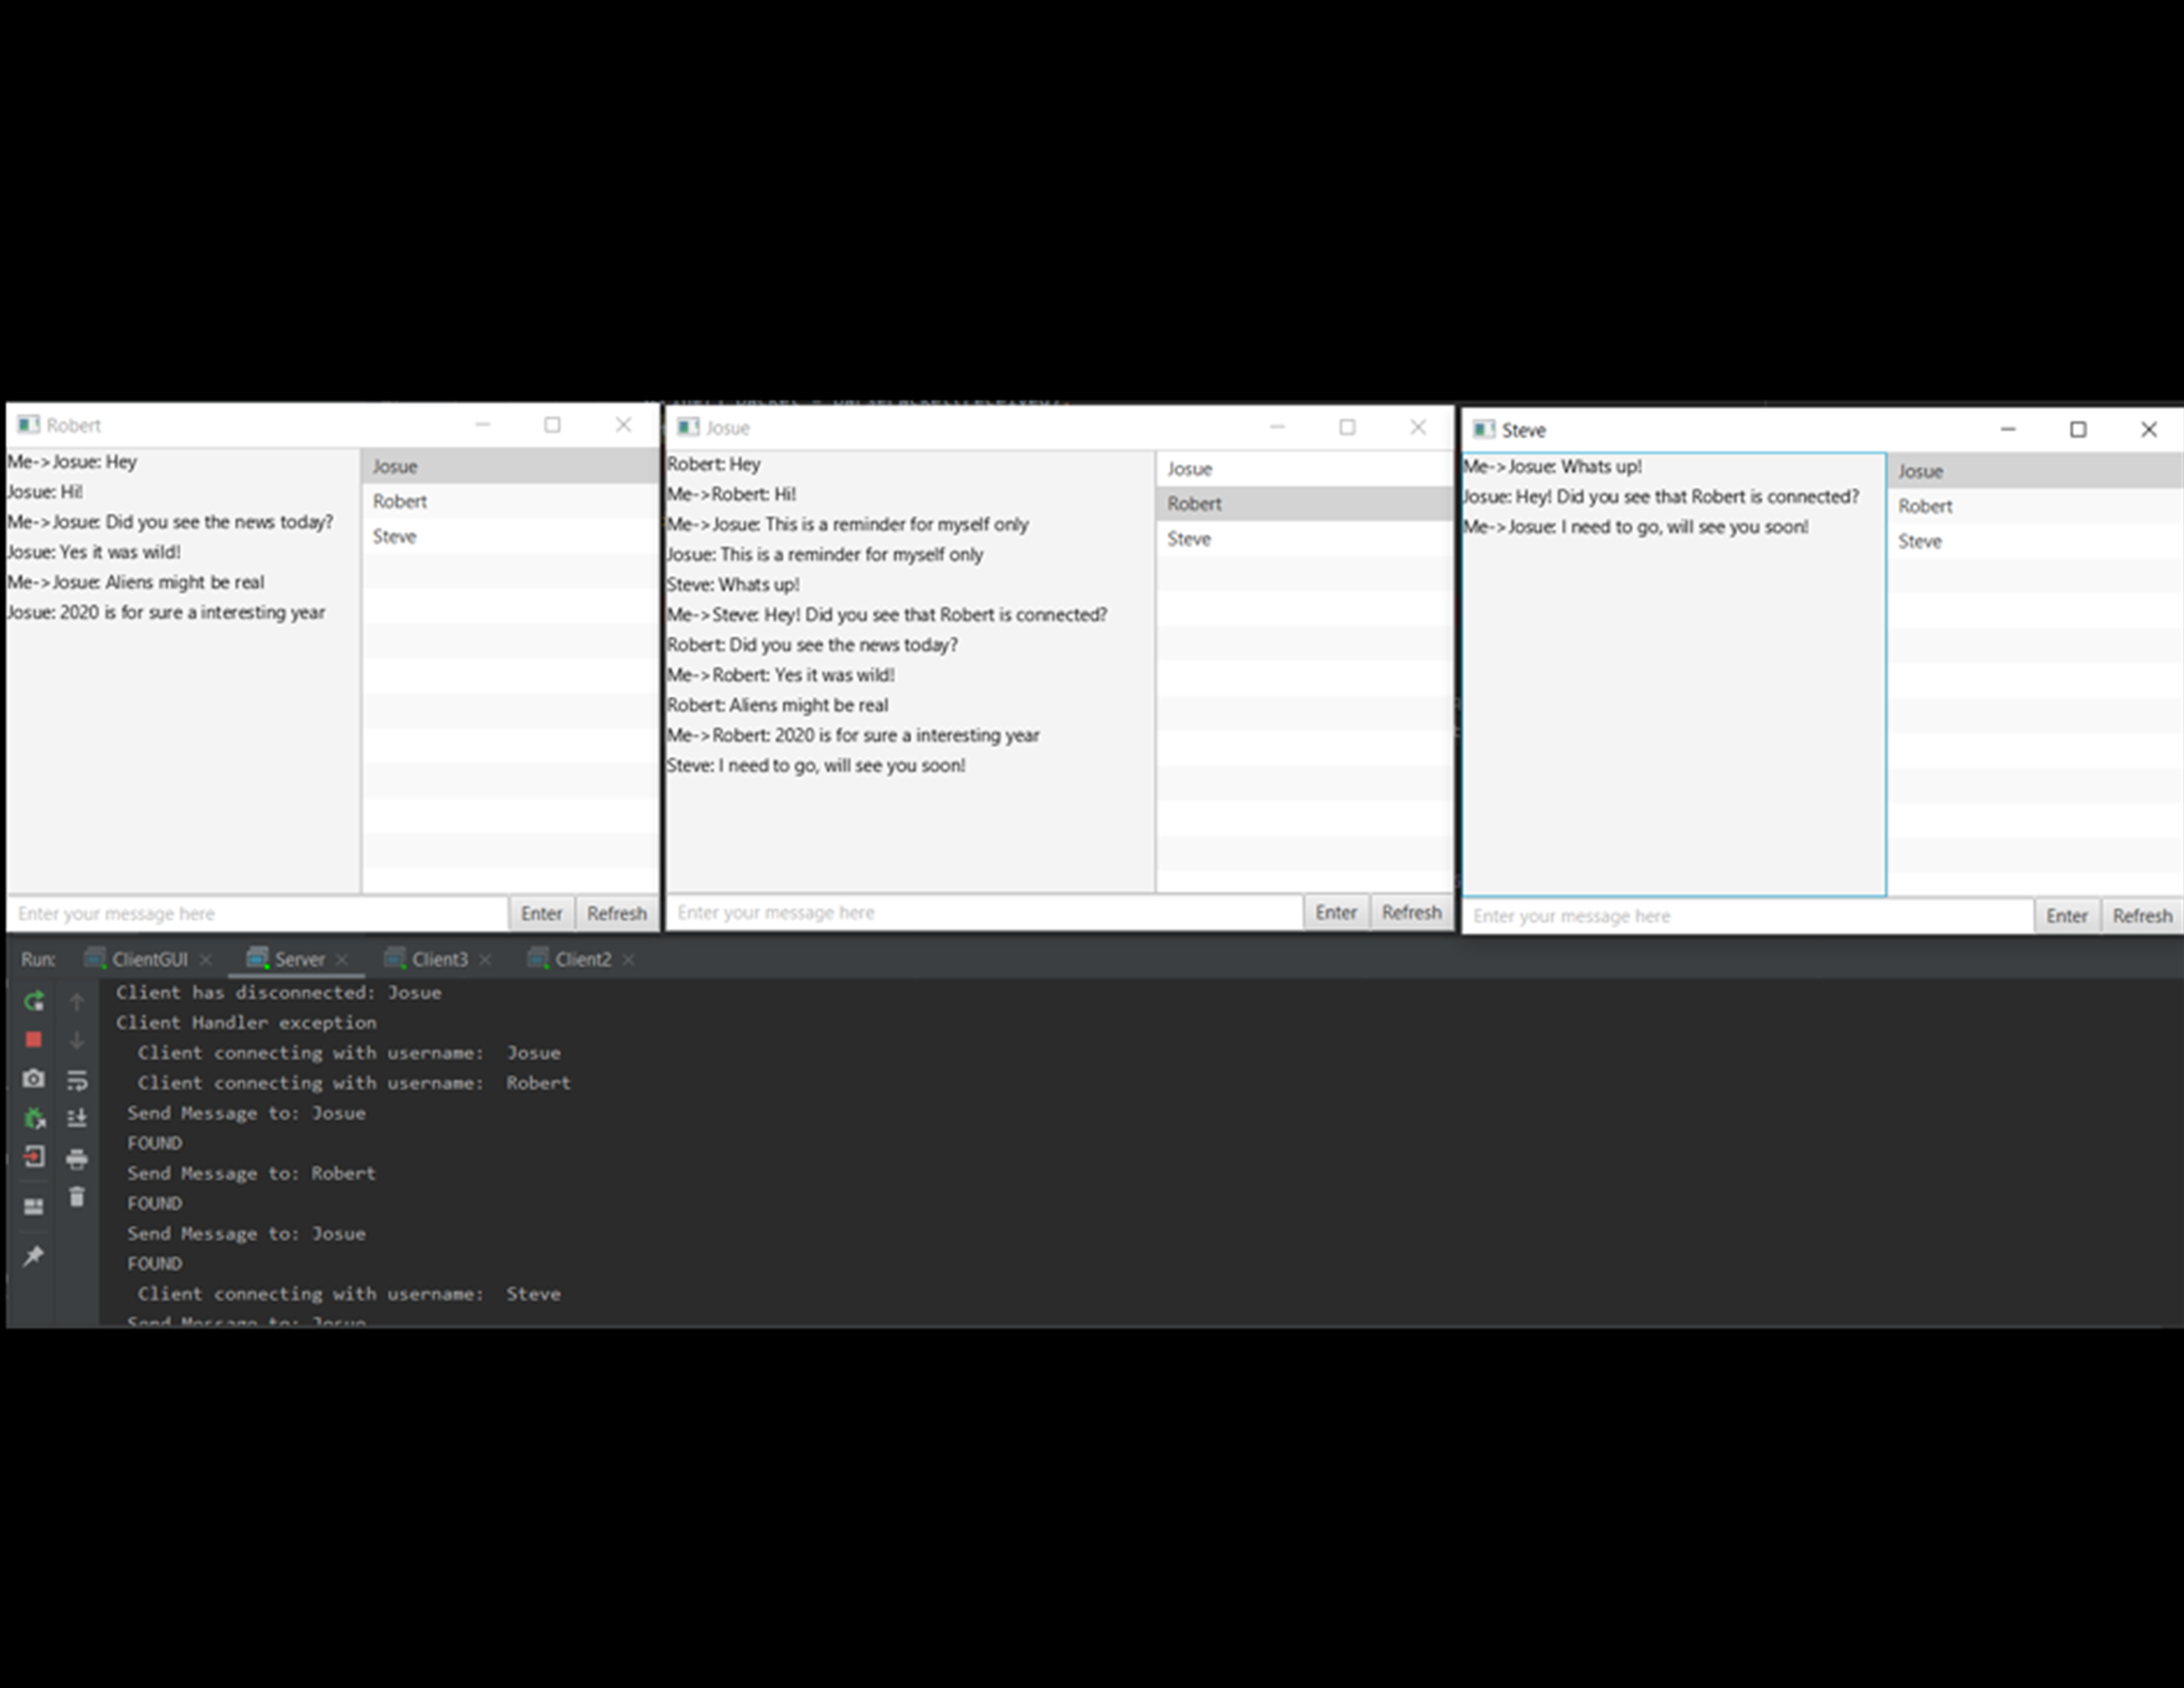 Robert
Me->Josue: Hey
Josue: Hi!
Me->Josue: Did you see the news today?
Josue: Yes it was wild!
Me->Josue: Aliens might be real
Josue: 2020 is for sure a interesting year
Josue
Robert
Steve
Enter your message here
Enter
Refresh
Josue
Robert: Hey
Me->Robert: Hi!
Me->Josue: This is a reminder for myself only
Josue: This is a reminder for myself only
Steve: Whats up!
Me->Steve: Hey! Did you see that Robert is connected?
Robert: Did you see the news today?
Me->Robert: Yes it was wild!
Robert: Aliens might be real
Me->Robert: 2020 is for sure a interesting year
Steve: I need to go, will see you soon!
Josue
Robert
Steve
Enter your message here
Enter
Refresh
Steve
Me->Josue: Whats up!
Josue: Hey! Did you see that Robert is connected?
Me->Josue: I need to go, will see you soon!
Josue
Robert
Steve
Enter your message here
Enter
Refresh
Run: ClientGUI Server Client3 Client2
Client has disconnected: Josue
Client Handler exception
Client connecting with username: Josue
Client connecting with username: Robert
Send Message to: Josue
FOUND
Send Message to: Robert
FOUND
Send Message to: Josue
FOUND
Client connecting with username: Steve
Send Message to: Josue